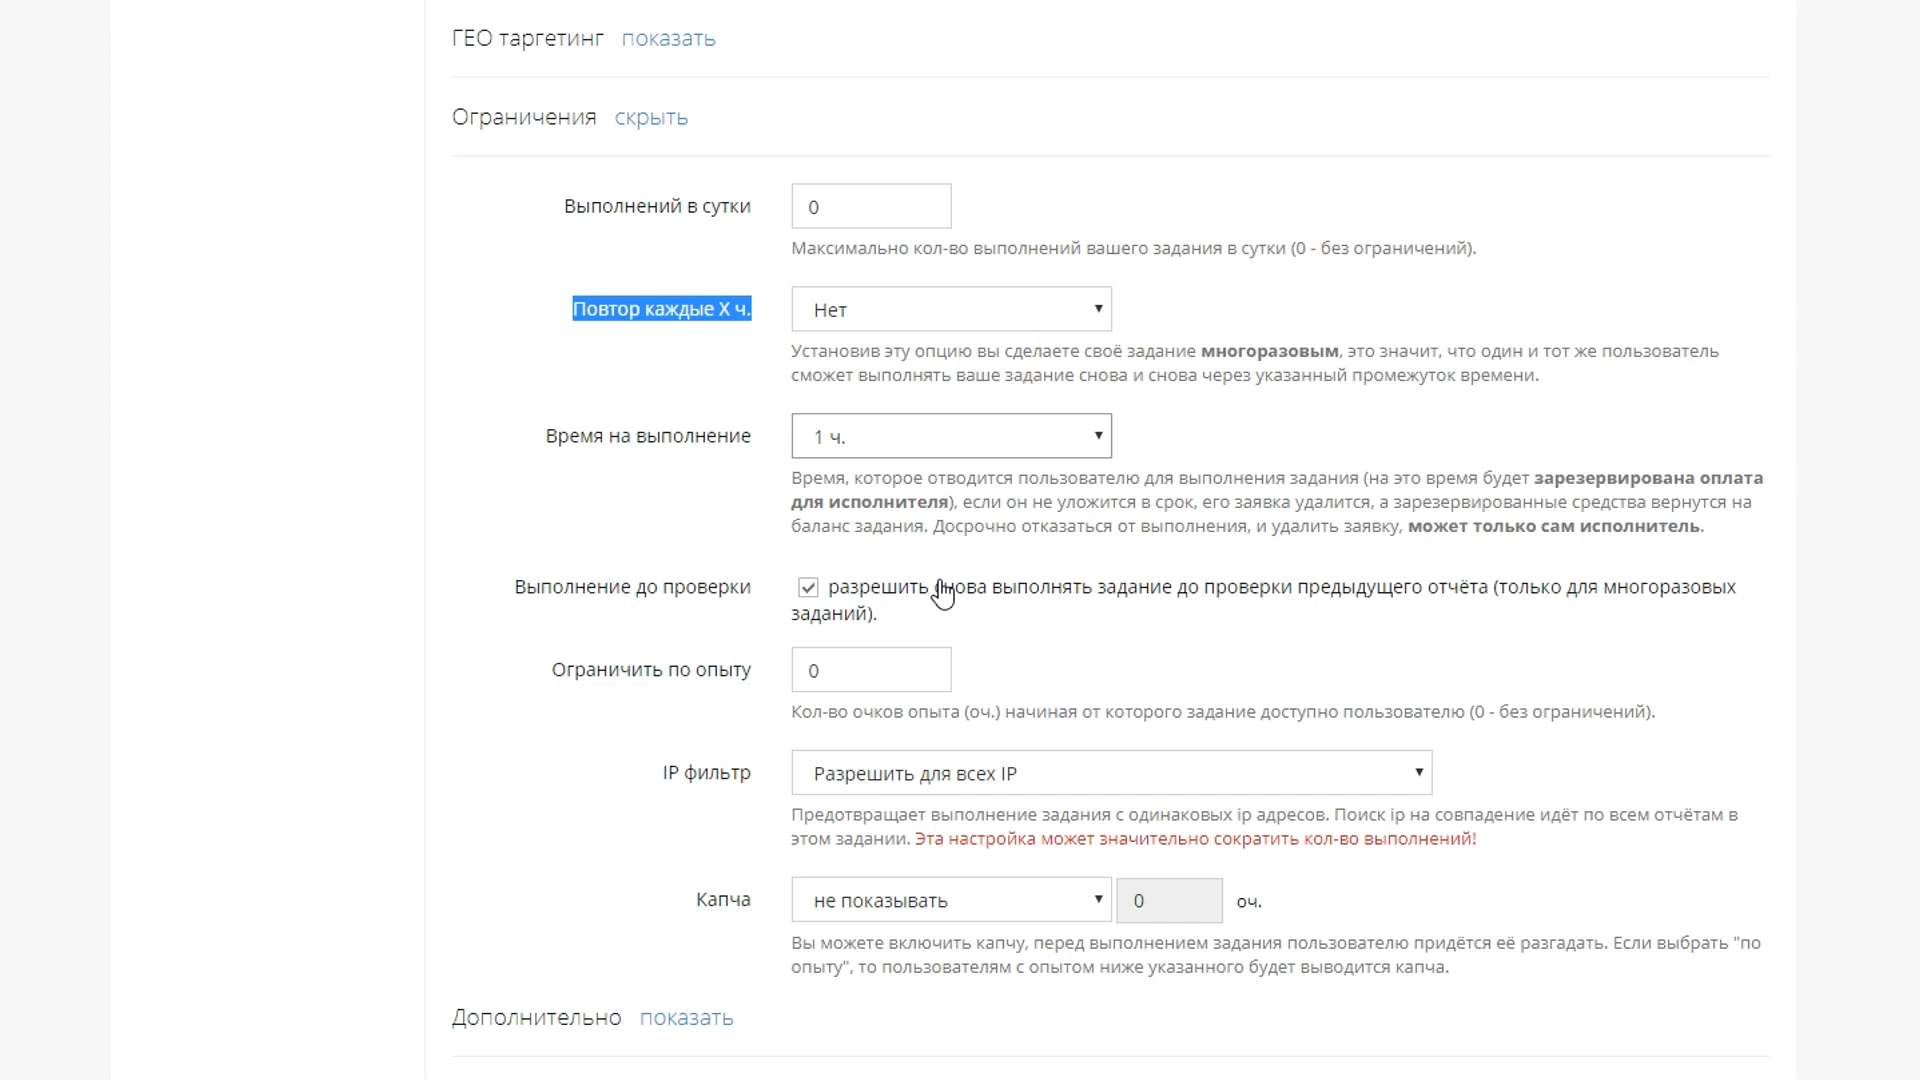 ГЕО таргетинг показать
Ограничения скрыть
Выполнений в сутки 0
Максимально кол-во выполнений вашего задания в сутки (0 - без ограничений).
Повтор каждые X ч. Нет
Установив эту опцию вы сделаете своё задание многоразовым, это значит, что один и тот же пользователь
сможет выполнять ваше задание снова и снова через указанный промежуток времени.
Время на выполнение 1 ч.
Время, которое отводится пользователю для выполнения задания (на это время будет зарезервирована оплата
для исполнителя), если он не уложится в срок, его заявка удалится, а зарезервированные средства вернутся на
баланс задания. Досрочно отказаться от выполнения, и удалить заявку, может только сам исполнитель.
Выполнение до проверки разрешить снова выполнять задание до проверки предыдущего отчёта (только для многоразовых
заданий).
Ограничить по опыту 0
Кол-во очков опыта (оч.) начиная от которого задание доступно пользователю (0 - без ограничений).
IP фильтр Разрешить для всех IP
Предотвращает выполнение задания с одинаковых ip адресов. Поиск ip на совпадение идёт по всем отчётам в
этом задании. Эта настройка может значительно сократить кол-во выполнений!
Капча не показывать 0 оч.
Вы можете включить капчу, перед выполнением задания пользователю придётся её разгадать. Если выбрать "по
опыту", то пользователям с опытом ниже указанного будет выводится капча.
Дополнительно показать